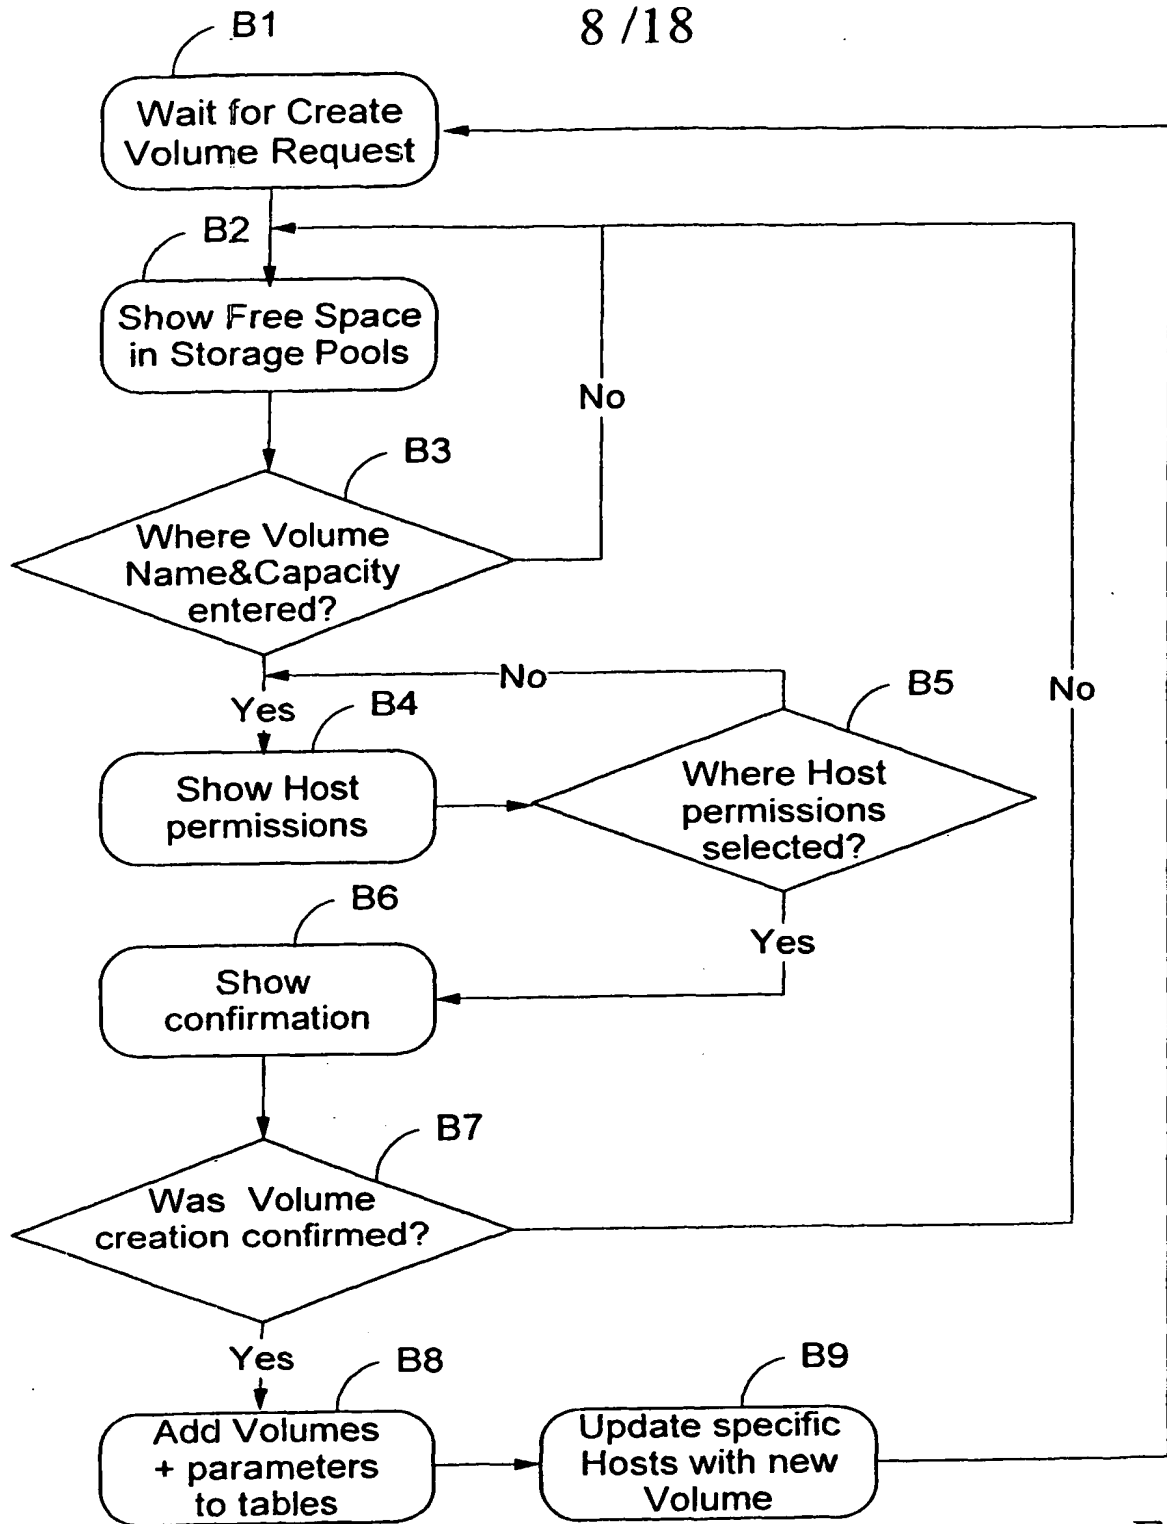 B1
8 /18
Wait for Create
Volume Request
B2
Show Free Space
in Storage Pools
No
B3
Where Volume
Name&Capacity
entered?
No
B5
No
Yes
B4
Show Host
permissions
Where Host
permissions
selected?
B6
Yes
Show
confirmation
B7
Was Volume
creation confirmed?
Yes
B8
B9
Add Volumes
+ parameters
to tables
Update specific
Hosts with new
Volume